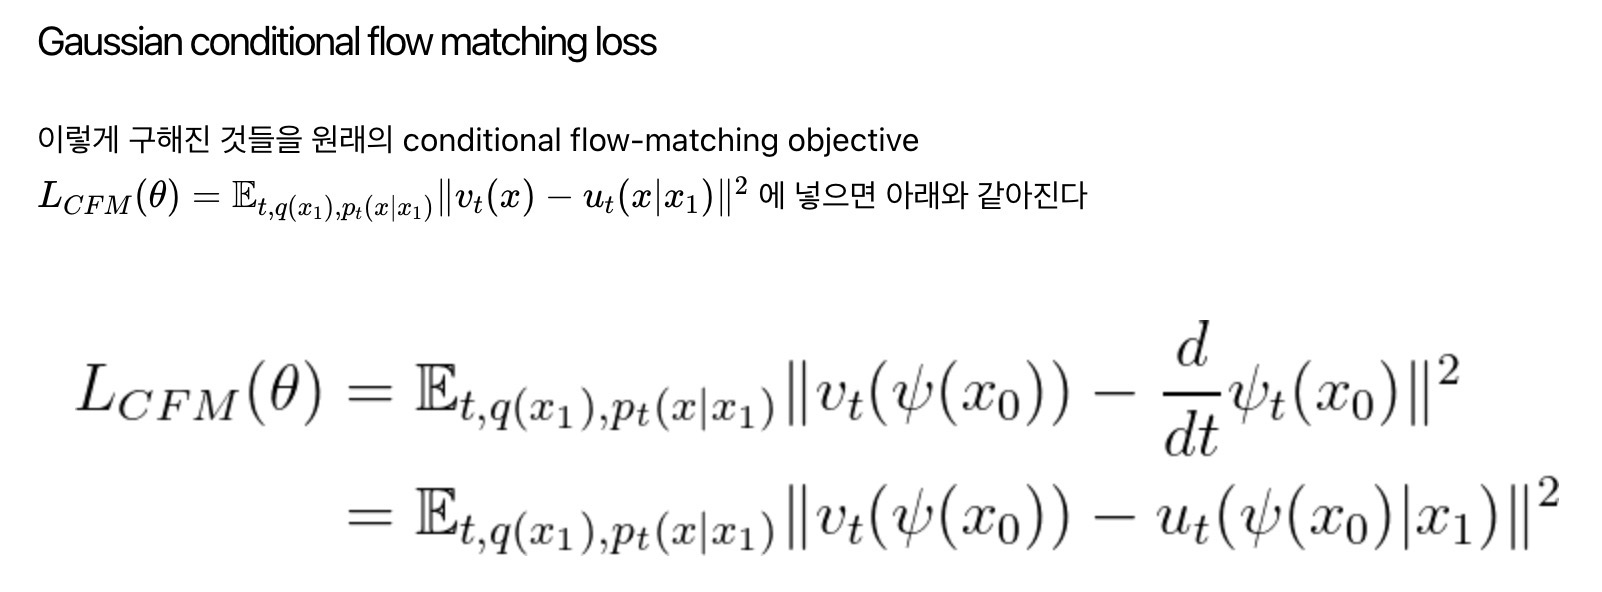 Gaussian conditional flow matching loss
이렇게 구해진 것들을 원래의 conditional flow-matching objective
$L_{CFM}(\theta) = \mathbb{E}_{t,q(x_1),p_t(x|x_1)}\|v_t(x) - u_t(x|x_1)\|^2$ 에 넣으면 아래와 같아진다
$L_{CFM}(\theta) = \mathbb{E}_{t,q(x_1),p_t(x|x_1)}\|v_t(\psi(x_0)) - \frac{d}{dt}\psi_t(x_0)\|^2$
$= \mathbb{E}_{t,q(x_1),p_t(x|x_1)}\|v_t(\psi(x_0)) - u_t(\psi(x_0)|x_1)\|^2$